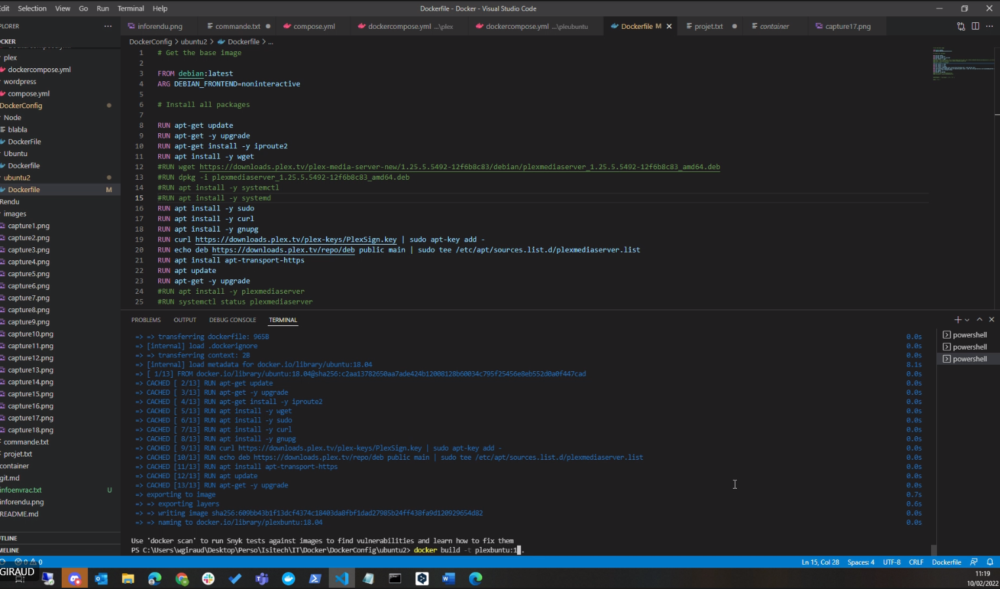 Edit Selection View Go Run Terminal Help
Dockerfile - Docker - Visual Studio Code
PLORER ···
inforendu.png
commande.txt
compose.yml
dockercompose.yml ...\plex
dockercompose.yml ...\pleubuntu
Dockerfile M
projet.txt
container
capture17.png
CKER
DockerConfig > ubuntu2 > Dockerfile > ...
plex
dockercompose.yml
wordpress
compose.yml
DockerConfig
Node
blabla
DockerFile
Ubuntu
Dockerfile
ubuntu2
Dockerfile M
Rendu
images
capture1.png
capture2.png
capture3.png
capture4.png
capture5.png
capture6.png
capture7.png
capture8.png
capture9.png
capture10.png
capture11.png
capture12.png
capture13.png
capture14.png
capture15.png
capture16.png
capture17.png
capture18.png
commande.txt
projet.txt
container
git.md
infoenvrac.txt U
inforendu.png
README.md
TLINE
MELINE
1 # Get the base image
2
3 FROM debian:latest
4 ARG DEBIAN_FRONTEND=noninteractive
5
6 # Install all packages
7
8 RUN apt-get update
9 RUN apt-get -y upgrade
10 RUN apt-get install -y iproute2
11 RUN apt install -y wget
12 #RUN wget https://downloads.plex.tv/plex-media-server-new/1.25.5.5492-12f6b8c83/debian/plexmediaserver_1.25.5.5492-12f6b8c83_amd64.deb
13 #RUN dpkg -i plexmediaserver_1.25.5.5492-12f6b8c83_amd64.deb
14 #RUN apt install -y systemctl
15 #RUN apt install -y systemd
16 RUN apt install -y sudo
17 RUN apt install -y curl
18 RUN apt install -y gnupg
19 RUN curl https://downloads.plex.tv/plex-keys/PlexSign.key | sudo apt-key add -
20 RUN echo deb https://downloads.plex.tv/repo/deb public main | sudo tee /etc/apt/sources.list.d/plexmediaserver.list
21 RUN apt install apt-transport-https
22 RUN apt update
23 RUN apt-get -y upgrade
24 #RUN apt install -y plexmediaserver
25 #RUN systemctl status plexmediaserver
PROBLEMS OUTPUT DEBUG CONSOLE TERMINAL
=> => transferring dockerfile: 965B 0.0s
=> [internal] load .dockerignore 0.0s
=> => transferring context: 2B 0.0s
=> [internal] load metadata for docker.io/library/ubuntu:18.04 8.1s
=> [ 1/13] FROM docker.io/library/ubuntu:18.04@sha256:c2aa13782650aa7ade424b12008128b60034c795f25456e8eb552d0a0f447cad 0.0s
=> CACHED [ 2/13] RUN apt-get update 0.0s
=> CACHED [ 3/13] RUN apt-get -y upgrade 0.0s
=> CACHED [ 4/13] RUN apt-get install -y iproute2 0.0s
=> CACHED [ 5/13] RUN apt install -y wget 0.0s
=> CACHED [ 6/13] RUN apt install -y sudo 0.0s
=> CACHED [ 7/13] RUN apt install -y curl 0.0s
=> CACHED [ 8/13] RUN apt install -y gnupg 0.0s
=> CACHED [ 9/13] RUN curl https://downloads.plex.tv/plex-keys/PlexSign.key | sudo apt-key add - 0.0s
=> CACHED [10/13] RUN echo deb https://downloads.plex.tv/repo/deb public main | sudo tee /etc/apt/sources.list.d/plexmediaserver.list 0.0s
=> CACHED [11/13] RUN apt install apt-transport-https 0.0s
=> CACHED [12/13] RUN apt update 0.0s
=> CACHED [13/13] RUN apt-get -y upgrade 0.0s
=> exporting to image 0.7s
=> => exporting layers 0.6s
=> => writing image sha256:609bb43b1f13dcf4374c18403da8fbf1dad27985b24ff438fa9d120929654d82 0.0s
=> => naming to docker.io/library/plexbuntu:18.04 0.0s
Use 'docker scan' to run Snyk tests against images to find vulnerabilities and learn how to fix them
PS C:\Users\wgiraud\Desktop\Perso\Isitech\IT\Docker\DockerConfig\ubuntu2> docker build -t plexbuntu:1 .
powershell
powershell
powershell
0 0 0
Ln 15, Col 28 Spaces: 4 UTF-8 CRLF Dockerfile
GIRAUD
11:19
10/02/2022